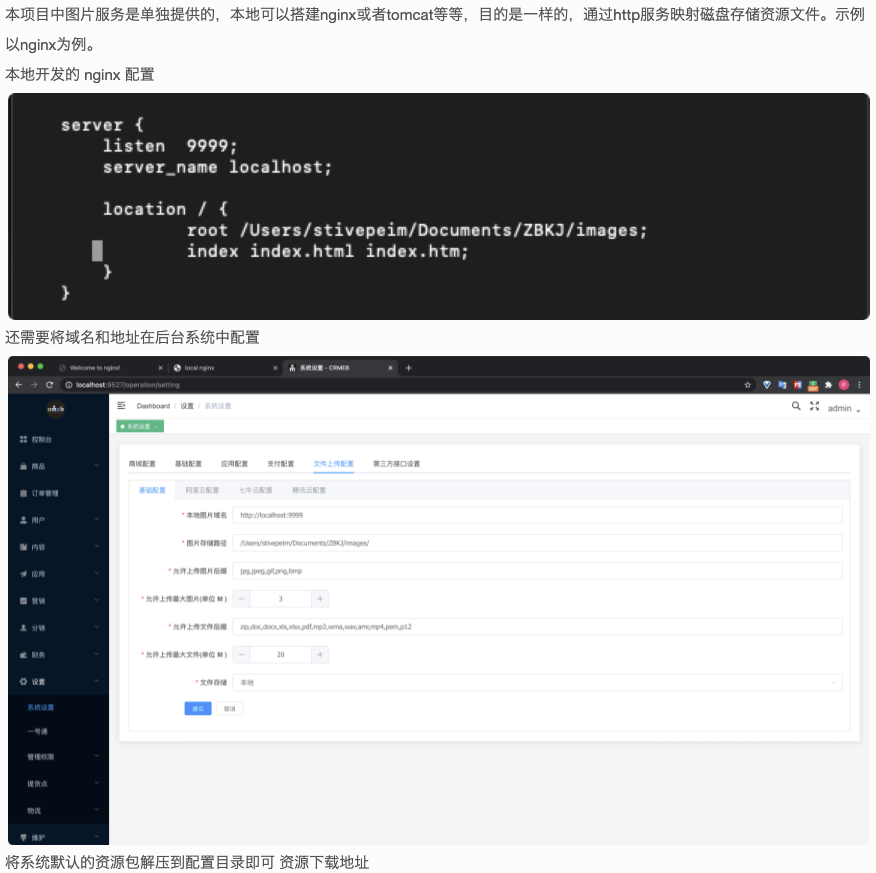 本项目中图片服务是单独提供的，本地可以搭建nginx或者tomcat等等，目的是一样的，通过http服务映射磁盘存储资源文件。示例
以nginx为例。
本地开发的 nginx 配置
server {
listen 9999;
server_name localhost;
location / {
root /Users/stivepeim/Documents/ZBKJ/images;
index index.html index.htm;
}
}
还需要将域名和地址在后台系统中配置
Welcome to nginx!
local nginx
系统设置 - CRMEB
localhost:9527/operation/setting
Dashboard / 设置 / 系统设置
admin
系统设置
控制台
商品
订单管理
用户
内容
应用
营销
分销
财务
设置
系统设置
一号通
管理权限
提货点
物流
维护
商城配置 基础配置 应用配置 支付配置 文件上传配置 第三方接口设置
基础配置 阿里云配置 七牛云配置 腾讯云配置
* 本地图片域名 http://localhost:9999
* 图片存储路径 /Users/stivepeim/Documents/ZBKJ/images/
* 允许上传图片后缀 jpg,jpeg,gif,png,bmp
* 允许上传最大图片(单位 M ) − 3 +
* 允许上传文件后缀 zip,doc,docx,xls,xlsx,pdf,mp3,wma,wav,amr,mp4,pem,p12
* 允许上传最大文件(单位 M ) − 20 +
* 文件存储 本地
提交 取消
将系统默认的资源包解压到配置目录即可 资源下载地址